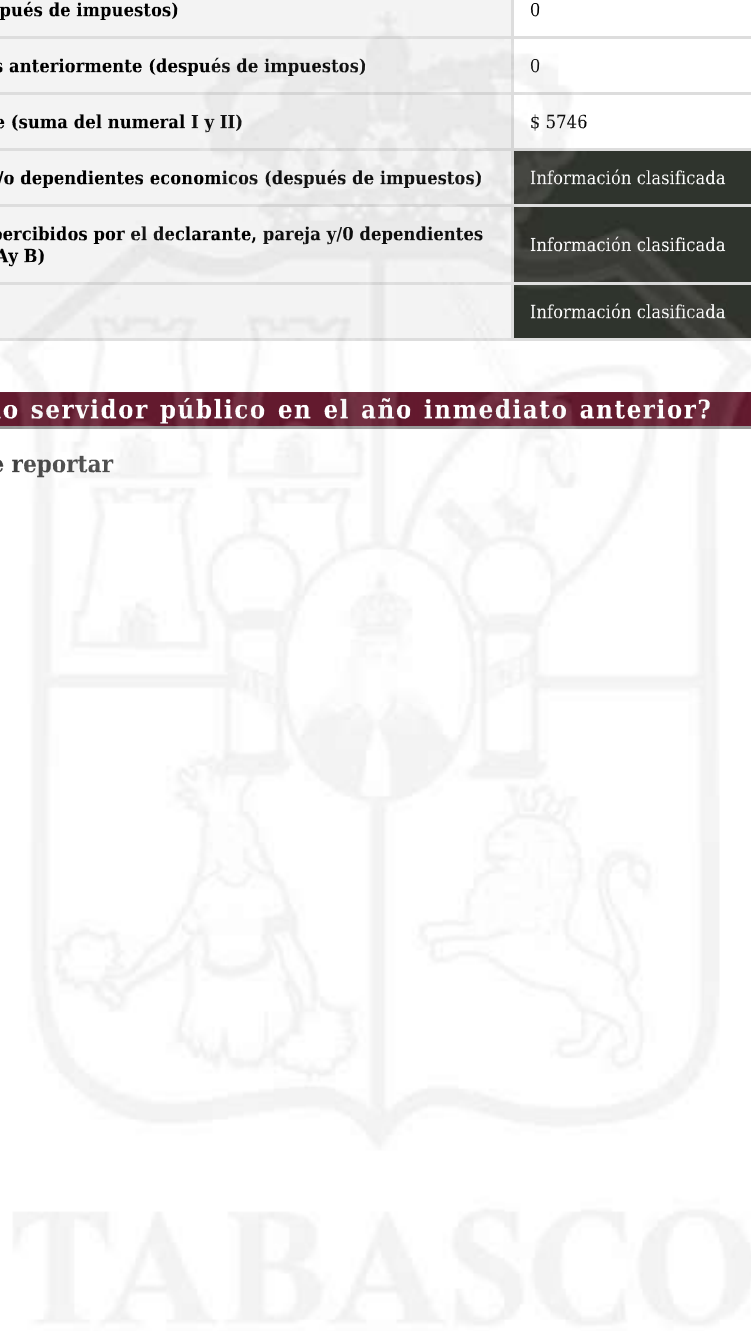 pués de impuestos)
0
s anteriormente (después de impuestos)
0
e (suma del numeral I y II)
$ 5746
/o dependientes economicos (después de impuestos)
Información clasificada
percibidos por el declarante, pareja y/0 dependientes
Ay B)
Información clasificada
Información clasificada
o servidor público en el año inmediato anterior?
e reportar
TABASCO